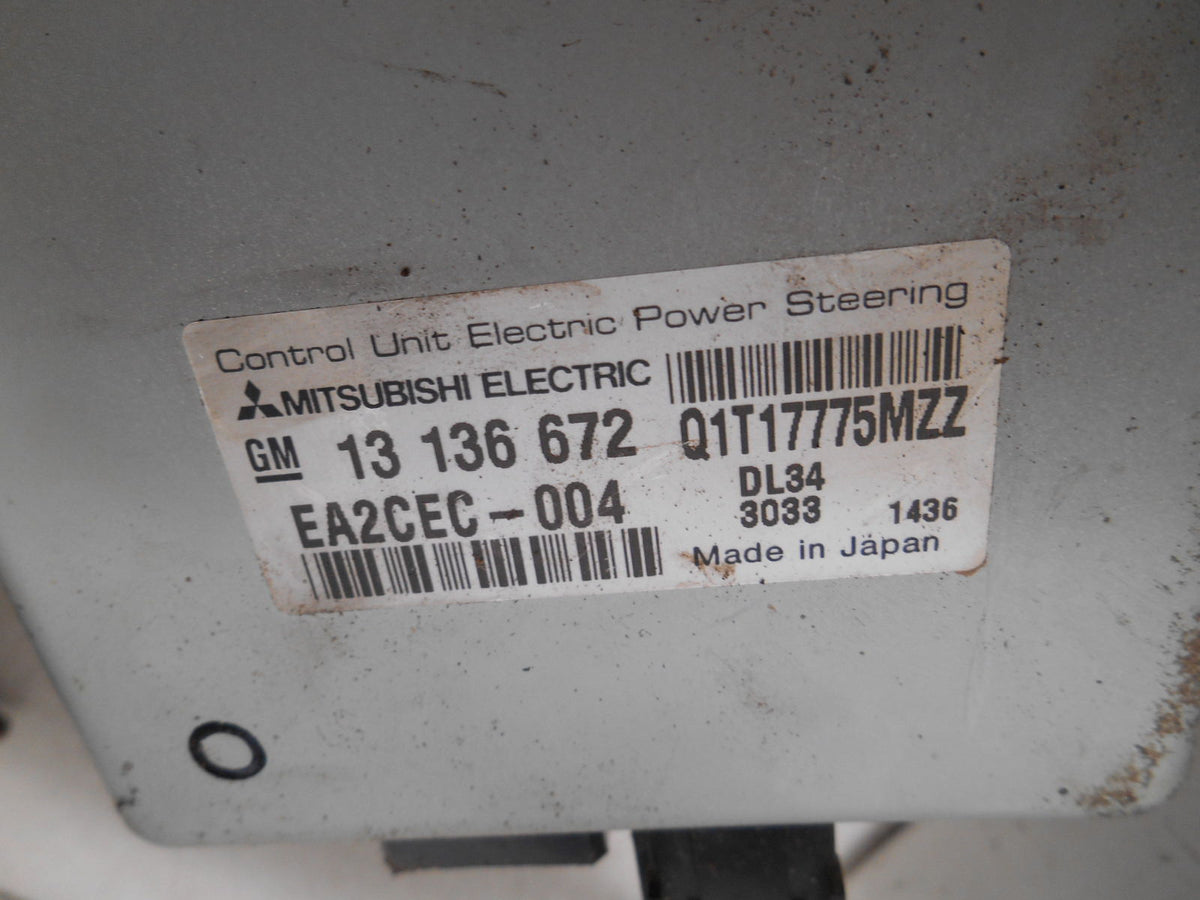 Control Unit Electric Power Steering
MITSUBISHI ELECTRIC
GM 13 136 672 Q1T17775MZZ
EA2CEC-004 DL34
3033 1436
Made in Japan